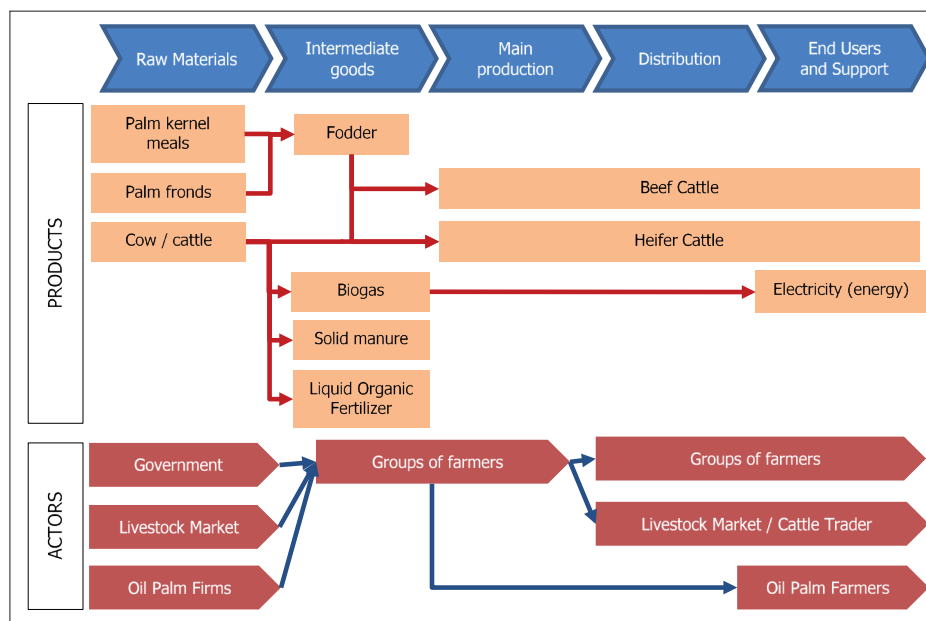 Raw Materials
Intermediate
goods
Main
production
Distribution
End Users
and Support
PRODUCTS
Palm kernel
meals
Fodder
Palm fronds
Beef Cattle
Cow / cattle
Heifer Cattle
Biogas
Electricity (energy)
Solid manure
Liquid Organic
Fertilizer
ACTORS
Government
Groups of farmers
Groups of farmers
Livestock Market
Livestock Market / Cattle Trader
Oil Palm Firms
Oil Palm Farmers